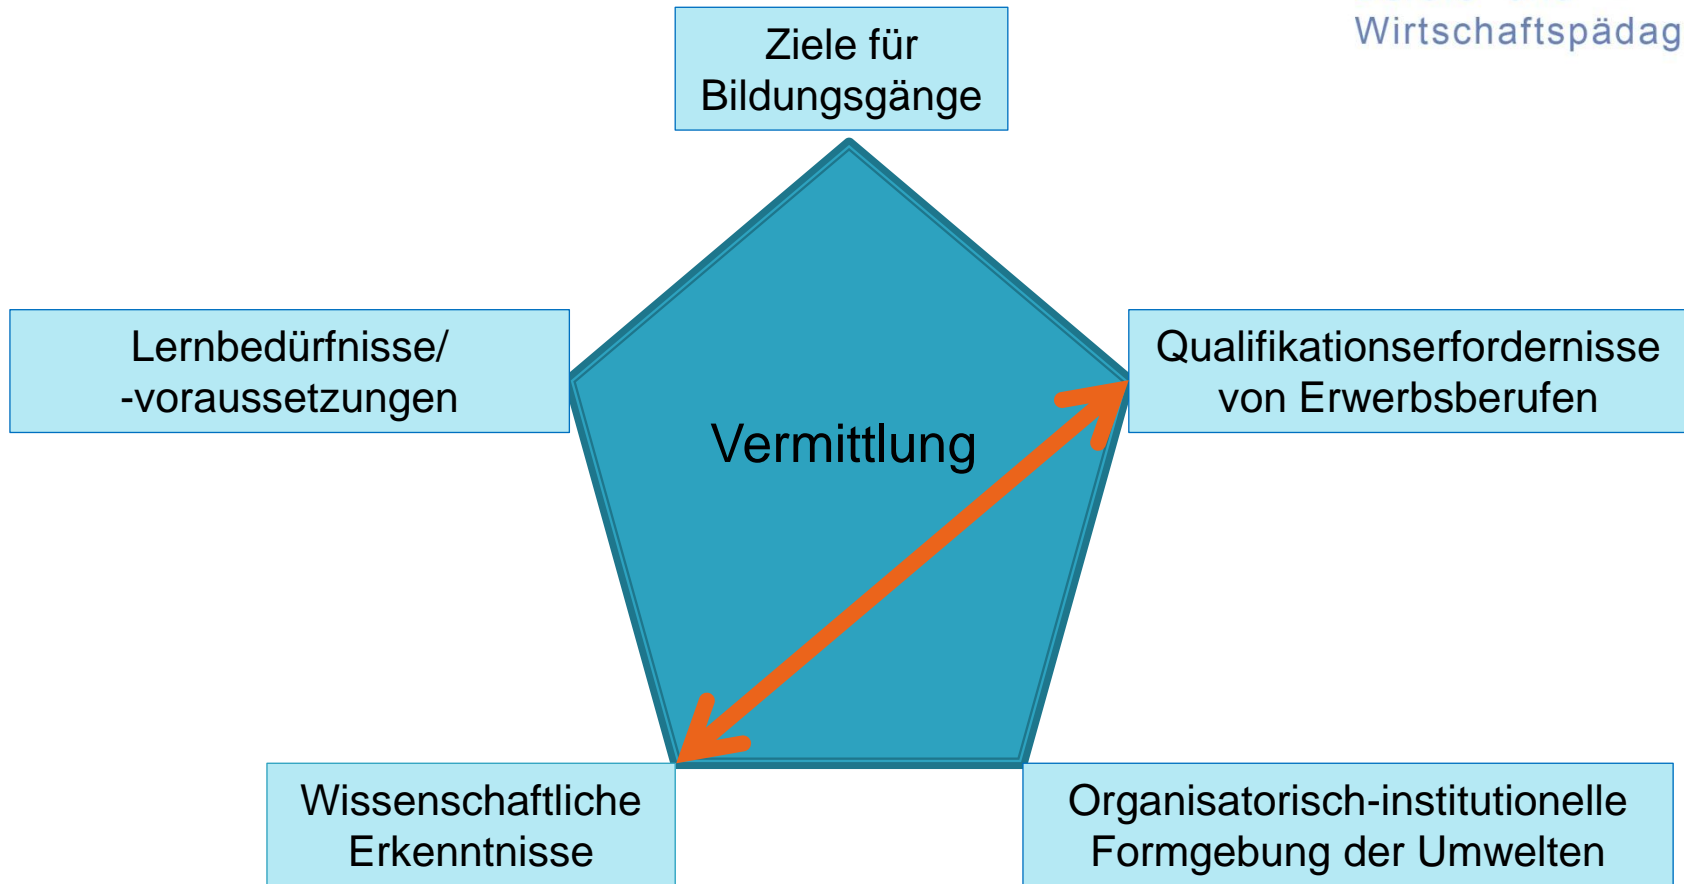 Wirtschaftspädag
Ziele für
Bildungsgänge
Lernbedürfnisse/
-voraussetzungen
Qualifikationserfordernisse
von Erwerbsberufen
Vermittlung
Wissenschaftliche
Erkenntnisse
Organisatorisch-institutionelle
Formgebung der Umwelten